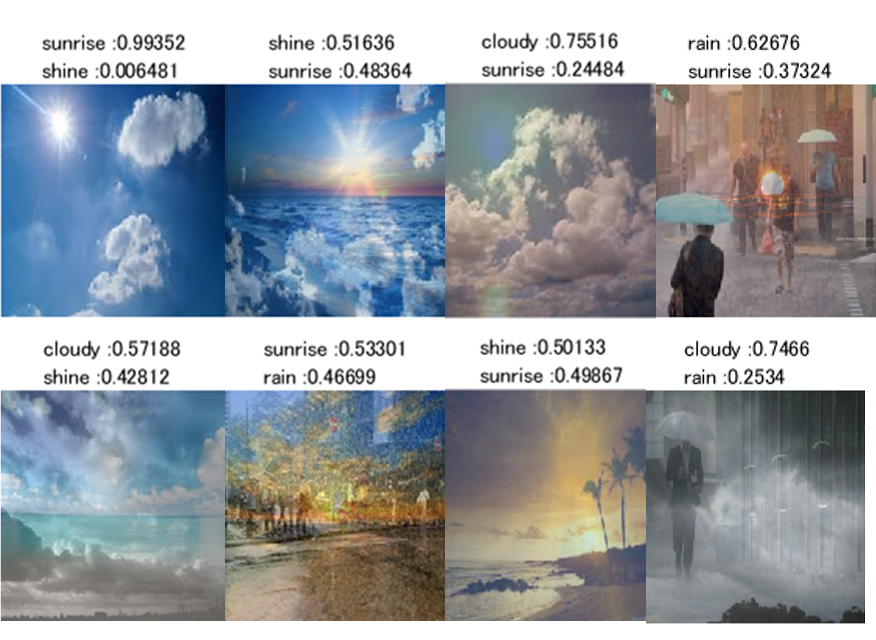 sunrise :0.99352
shine :0.006481
shine :0.51636
sunrise :0.48364
cloudy :0.75516
sunrise :0.24484
rain :0.62676
sunrise :0.37324
cloudy :0.57188
shine :0.42812
sunrise :0.53301
rain :0.46699
shine :0.50133
sunrise :0.49867
cloudy :0.7466
rain :0.2534